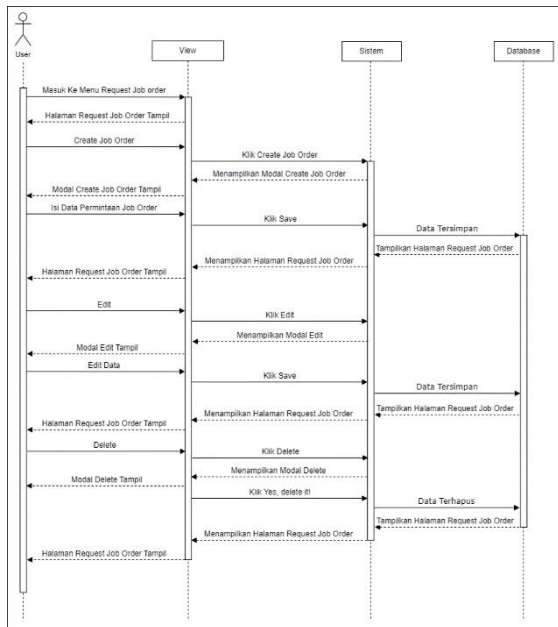 User
View
Sistem
Database
Masuk Ke Menu Request Job order
Halaman Request Job Order Tampil
Create Job Order
Klik Create Job Order
Menampilkan Modal Create Job Order
Modal Create Job Order Tampil
Isi Data Permintaan Job Order
Klik Save
Data Tersimpan
Tampilkan Halaman Request Job Order
Menampilkan Halaman Request Job Order
Halaman Request Job Order Tampil
Edit
Klik Edit
Menampilkan Modal Edit
Modal Edit Tampil
Edit Data
Klik Save
Data Tersimpan
Tampilkan Halaman Request Job Order
Menampilkan Halaman Request Job Order
Halaman Request Job Order Tampil
Delete
Klik Delete
Menampilkan Modal Delete
Modal Delete Tampil
Klik Yes, delete it!
Data Terhapus
Tampilkan Halaman Request Job Order
Menampilkan Halaman Request Job Order
Halaman Request Job Order Tampil